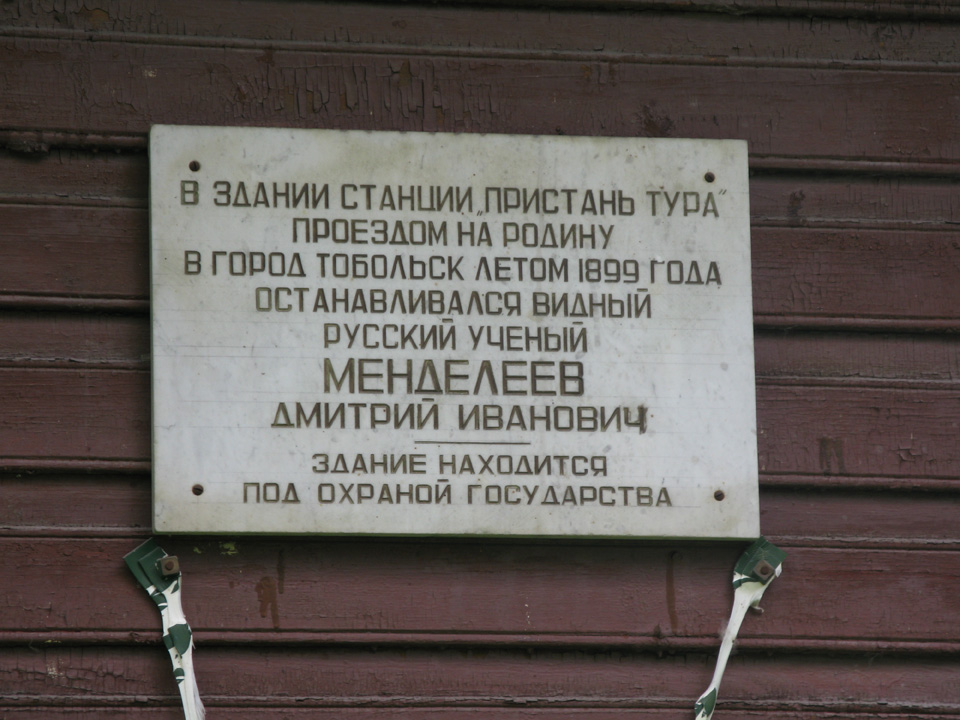 В ЗДАНИИ СТАНЦИИ „ПРИСТАНЬ ТУРА"
ПРОЕЗДОМ НА РОДИНУ
В ГОРОД ТОБОЛЬСК ЛЕТОМ 1899 ГОДА
ОСТАНАВЛИВАЛСЯ ВИДНЫЙ
РУССКИЙ УЧЕНЫЙ
МЕНДЕЛЕЕВ
ДМИТРИЙ ИВАНОВИЧ
ЗДАНИЕ НАХОДИТСЯ
ПОД ОХРАНОЙ ГОСУДАРСТВА